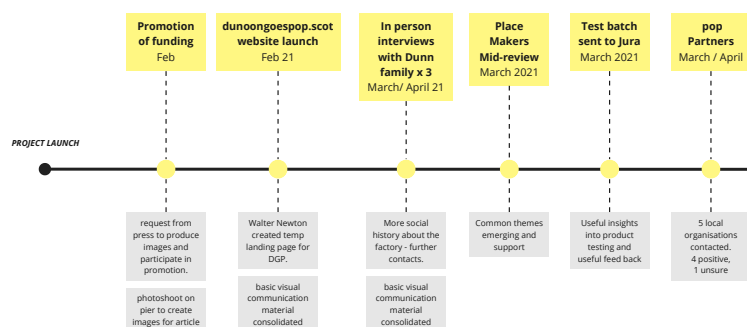 Promotion
of funding
Feb
dunoongoespop.scot
website launch
Feb 21
In person
interviews
with Dunn
family x 3
March/ April 21
Place
Makers
Mid-review
March 2021
Test batch
sent to Jura
March 2021
pop
Partners
March / April
PROJECT LAUNCH
request from
press to produce
images and
participate in
promotion.
photoshoot on
pier to create
images for article
Walter Newton
created temp
landing page for
DGP.
basic visual
communication
material
consolidated
More social
history about the
factory - further
contacts.
basic visual
communication
material
consolidated
Common themes
emerging and
support
Useful insights
into product
testing and
useful feed back
5 local
organisations
contacted.
4 positive,
1 unsure